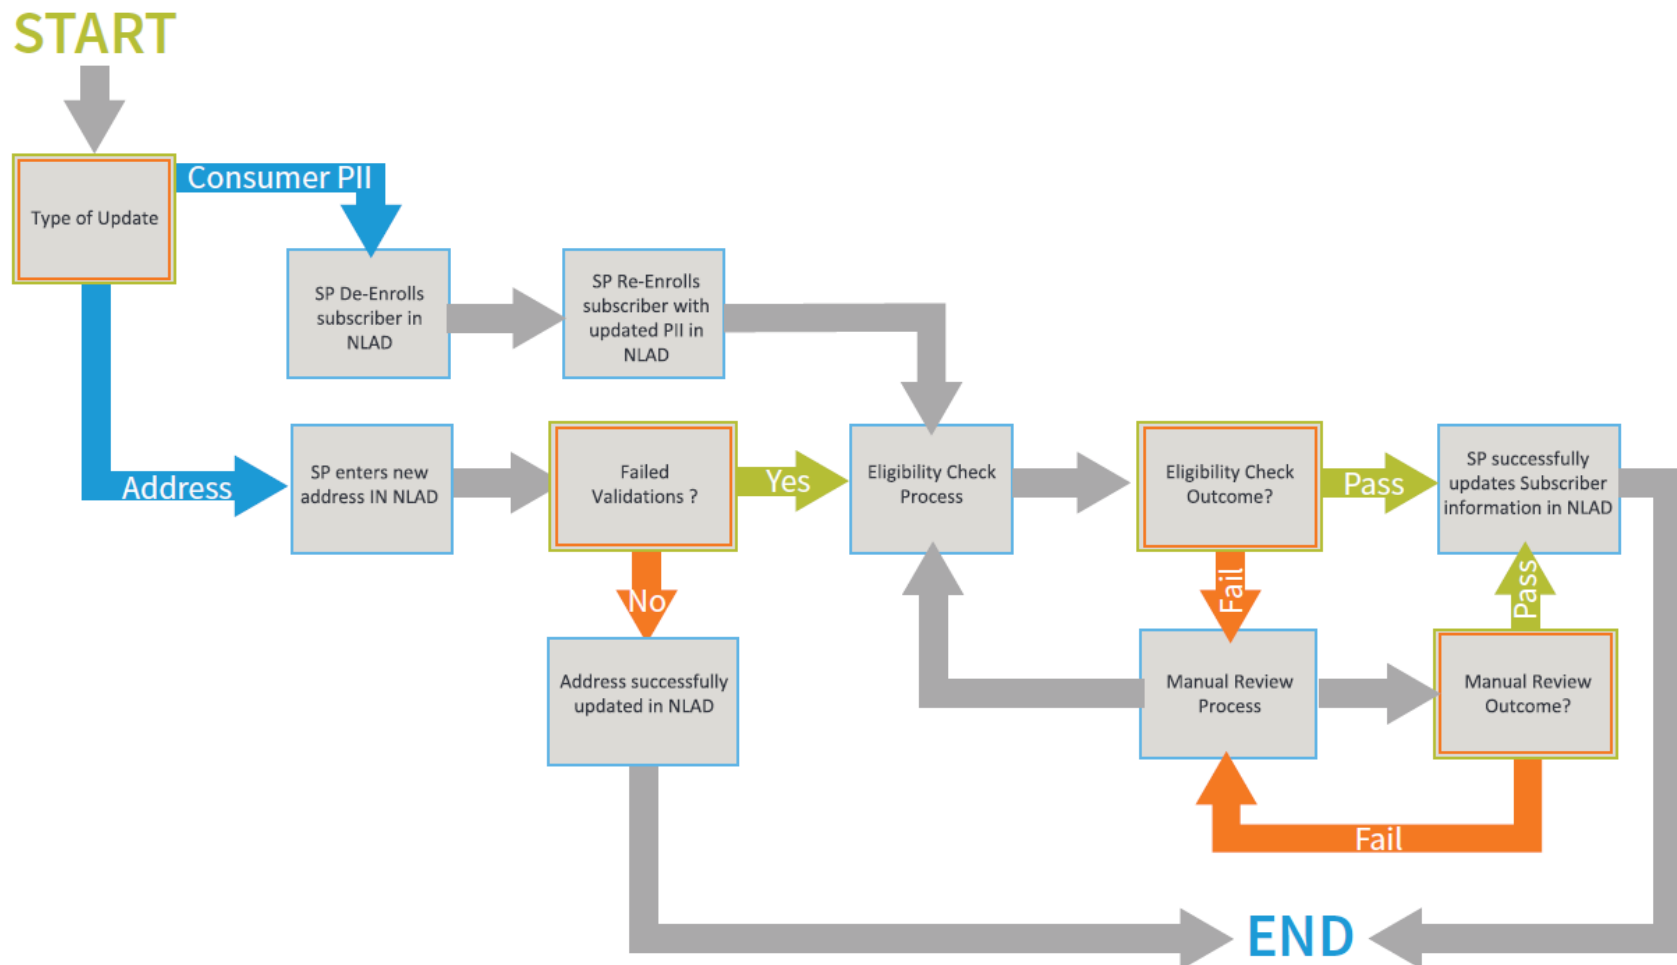 START
Consumer PII
Type of Update
SP De-Enrolls
subscriber in
NLAD
SP Re-Enrolls
subscriber with
updated PII in
NLAD
Address
SP enters new
address IN NLAD
Failed
Validations ?
Yes
Eligibility Check
Process
Eligibility Check
Outcome?
Pass
SP successfully
updates Subscriber
information in NLAD
No
Fail
Pass
Address successfully
updated in NLAD
Manual Review
Process
Manual Review
Outcome?
Fail
END